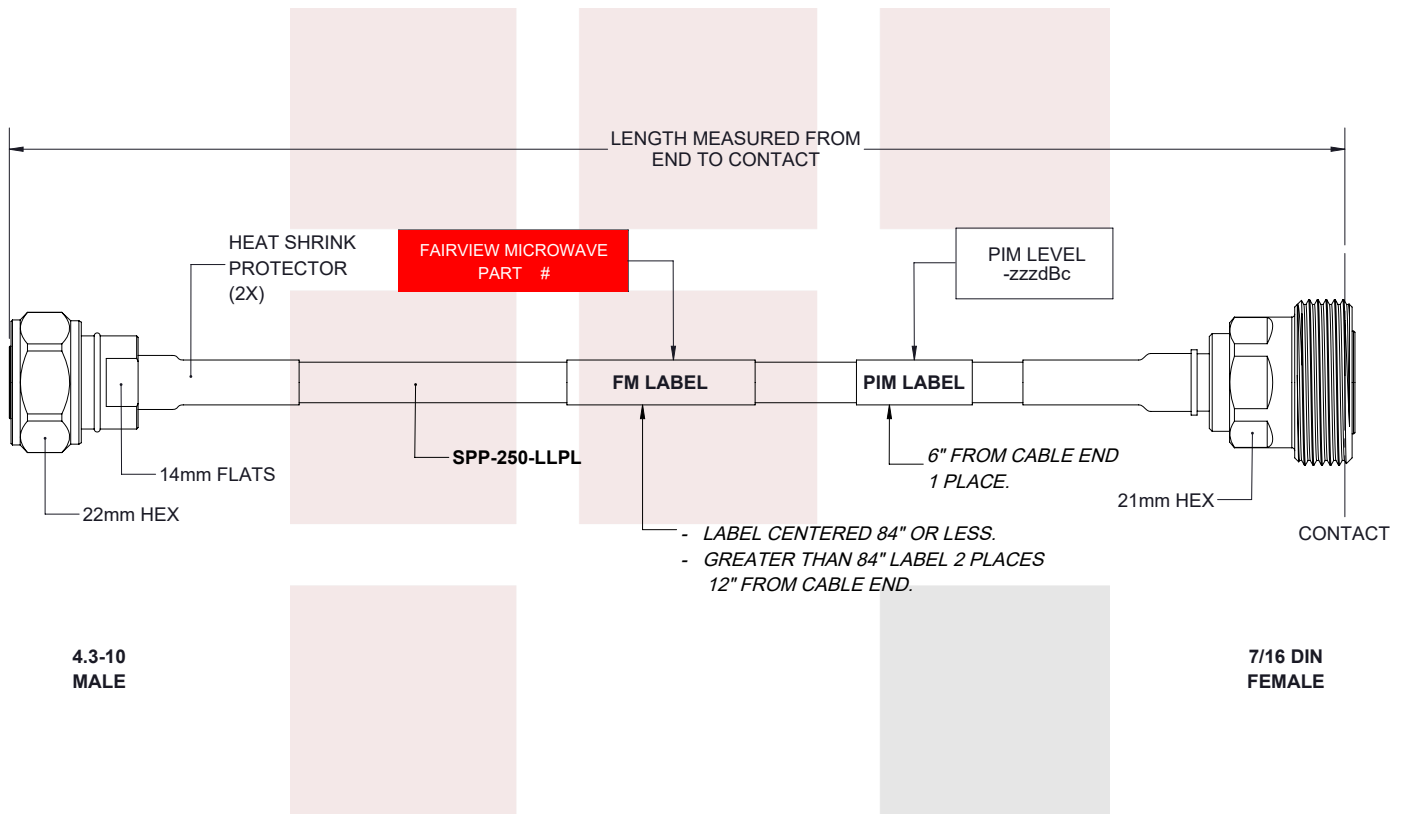 LENGTH MEASURED FROM
END TO CONTACT
HEAT SHRINK
PROTECTOR
(2X)
FAIRVIEW MICROWAVE
PART #
PIM LEVEL
-zzzdBc
FM LABEL
PIM LABEL
SPP-250-LLPL
14mm FLATS
22mm HEX
6" FROM CABLE END
1 PLACE.
21mm HEX
CONTACT
- LABEL CENTERED 84" OR LESS.
- GREATER THAN 84" LABEL 2 PLACES
12" FROM CABLE END.
4.3-10
MALE
7/16 DIN
FEMALE